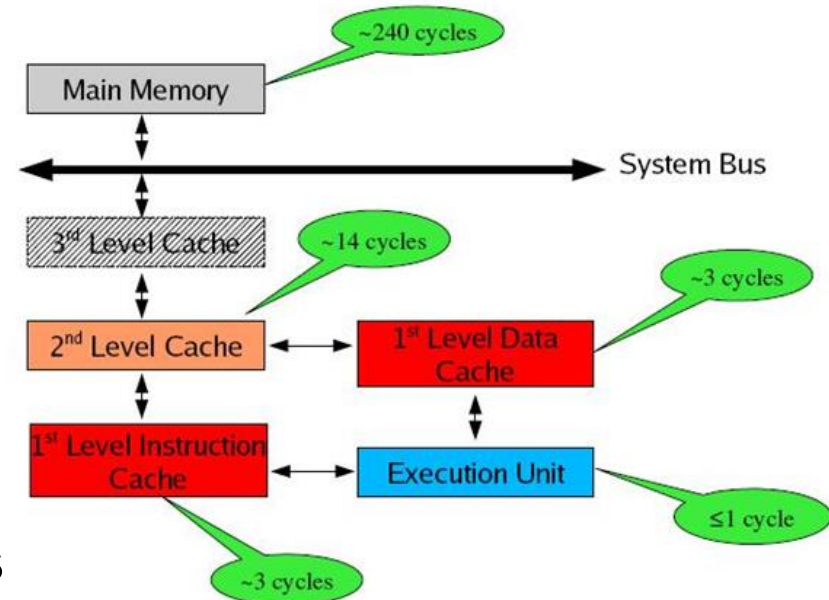 ~240 cycles
Main Memory
System Bus
3rd Level Cache
~14 cycles
~3 cycles
2nd Level Cache
1st Level Data
Cache
1st Level Instruction
Cache
Execution Unit
≤1 cycle
~3 cycles